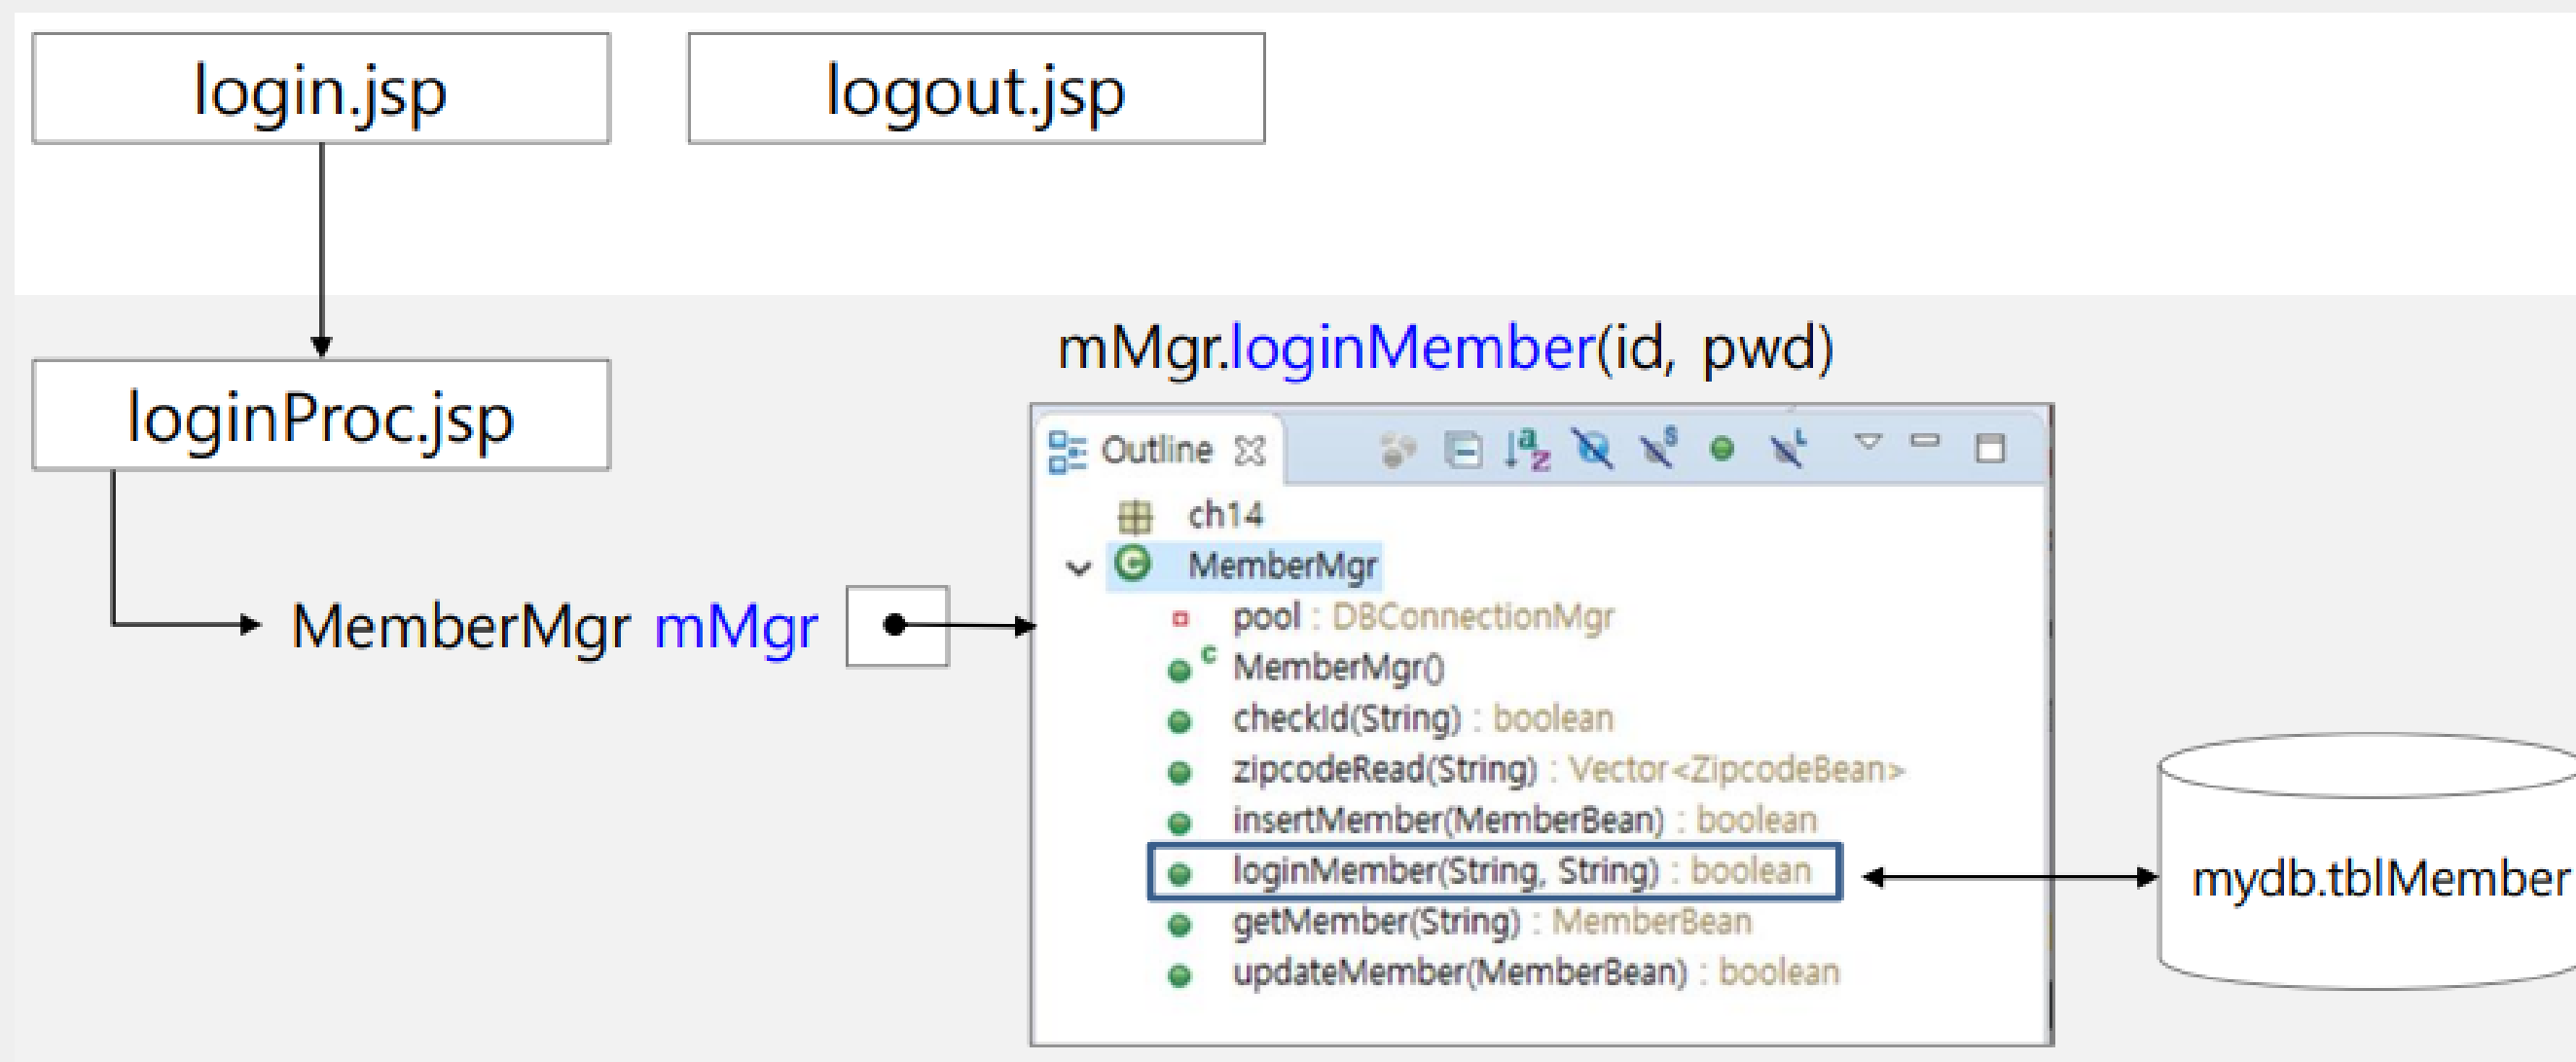 login.jsp
logout.jsp
loginProc.jsp
mMgr.loginMember(id, pwd)
Outline
ch14
MemberMgr
pool : DBConnectionMgr
MemberMgr mMgr
MemberMgr()
checkId(String) : boolean
zipcodeRead(String) : Vector<ZipcodeBean>
insertMember(MemberBean) : boolean
loginMember(String, String) : boolean
mydb.tblMember
getMember(String) : MemberBean
updateMember(MemberBean) : boolean